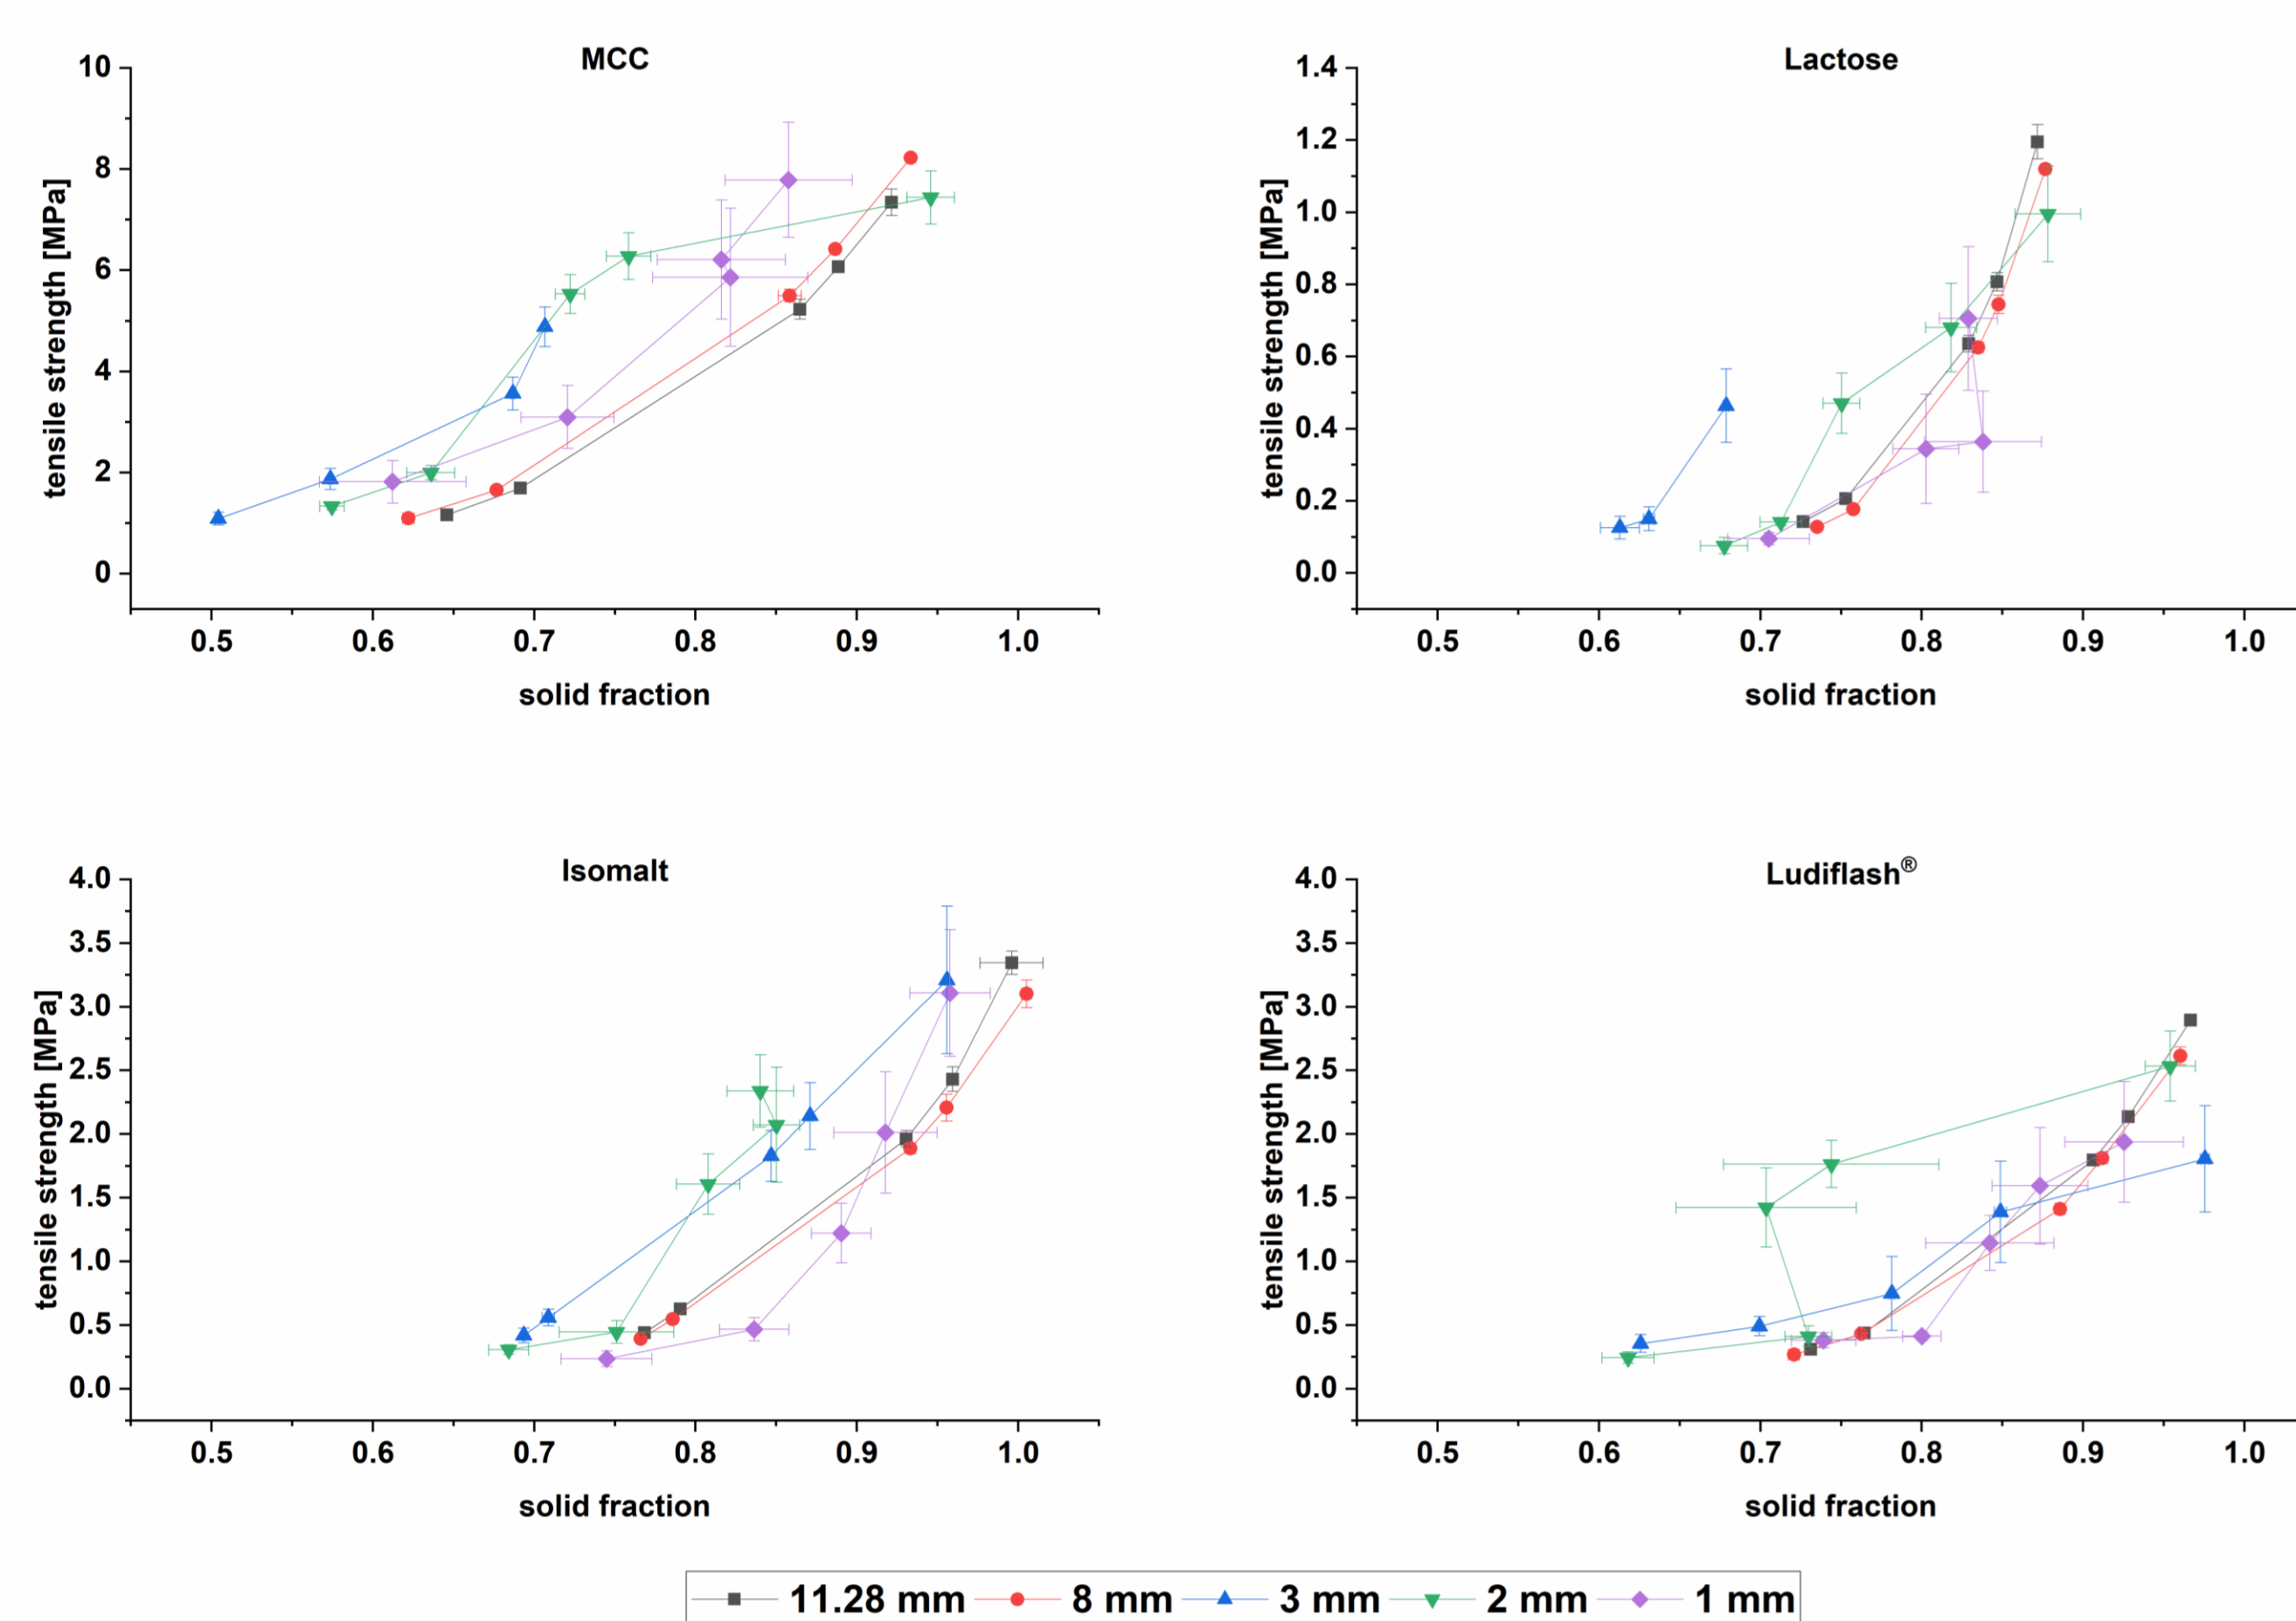 MCC
10
8
6
4
2
0
tensile strength [MPa]
0.5 0.6 0.7 0.8 0.9 1.0
solid fraction
Lactose
1.4
1.2
1.0
0.8
0.6
0.4
0.2
0.0
tensile strength [MPa]
0.5 0.6 0.7 0.8 0.9 1.0
solid fraction
Isomalt
4.0
3.5
3.0
2.5
2.0
1.5
1.0
0.5
0.0
tensile strength [MPa]
0.5 0.6 0.7 0.8 0.9 1.0
solid fraction
Ludiflash®
4.0
3.5
3.0
2.5
2.0
1.5
1.0
0.5
0.0
tensile strength [MPa]
0.5 0.6 0.7 0.8 0.9 1.0
solid fraction
11.28 mm 8 mm 3 mm 2 mm 1 mm